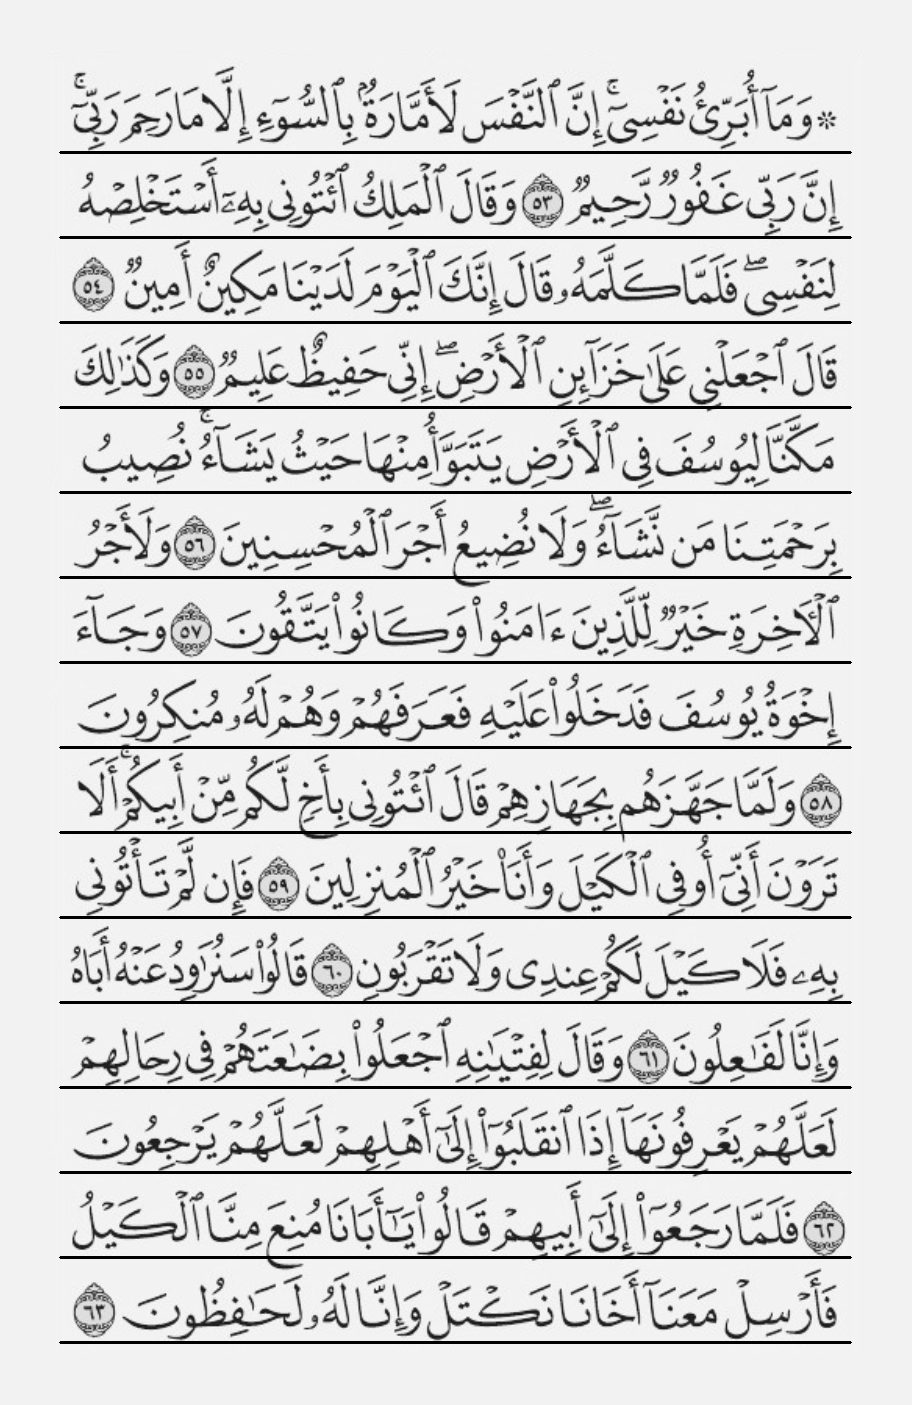 ۞ وَمَآ أُبَرِّئُ نَفۡسِيٓۚ إِنَّ ٱلنَّفۡسَ لَأَمَّارَةُۢ بِٱلسُّوٓءِ إِلَّا مَا رَحِمَ رَبِّيٓۚ
إِنَّ رَبِّي غَفُورٞ رَّحِيمٞ ٥٣ وَقَالَ ٱلۡمَلِكُ ٱئۡتُونِي بِهِۦٓ أَسۡتَخۡلِصۡهُ
لِنَفۡسِيۖ فَلَمَّا كَلَّمَهُۥ قَالَ إِنَّكَ ٱلۡيَوۡمَ لَدَيۡنَا مَكِينٌ أَمِينٞ ٥٤
قَالَ ٱجۡعَلۡنِي عَلَىٰ خَزَآئِنِ ٱلۡأَرۡضِۖ إِنِّي حَفِيظٌ عَلِيمٞ ٥٥ وَكَذَٰلِكَ
مَكَّنَّا لِيُوسُفَ فِي ٱلۡأَرۡضِ يَتَبَوَّأُ مِنۡهَا حَيۡثُ يَشَآءُۚ نُصِيبُ
بِرَحۡمَتِنَا مَن نَّشَآءُۖ وَلَا نُضِيعُ أَجۡرَ ٱلۡمُحۡسِنِينَ ٥٦ وَلَأَجۡرُ
ٱلۡأٓخِرَةِ خَيۡرٞ لِّلَّذِينَ ءَامَنُواْ وَكَانُواْ يَتَّقُونَ ٥٧ وَجَآءَ
إِخۡوَةُ يُوسُفَ فَدَخَلُواْ عَلَيۡهِ فَعَرَفَهُمۡ وَهُمۡ لَهُۥ مُنكِرُونَ
٥٨ وَلَمَّا جَهَّزَهُم بِجَهَازِهِمۡ قَالَ ٱئۡتُونِي بِأَخٖ لَّكُم مِّنۡ أَبِيكُمۡۚ أَلَا
تَرَوۡنَ أَنِّيٓ أُوفِي ٱلۡكَيۡلَ وَأَنَا۠ خَيۡرُ ٱلۡمُنزِلِينَ ٥٩ فَإِن لَّمۡ تَأۡتُونِي
بِهِۦ فَلَا كَيۡلَ لَكُمۡ عِندِي وَلَا تَقۡرَبُونِ ٦٠ قَالُواْ سَنُرَٰوِدُ عَنۡهُ أَبَاهُ
وَإِنَّا لَفَٰعِلُونَ ٦١ وَقَالَ لِفِتۡيَٰنِهِ ٱجۡعَلُواْ بِضَٰعَتَهُمۡ فِي رِحَالِهِمۡ
لَعَلَّهُمۡ يَعۡرِفُونَهَآ إِذَا ٱنقَلَبُوٓاْ إِلَىٰٓ أَهۡلِهِمۡ لَعَلَّهُمۡ يَرۡجِعُونَ
٦٢ فَلَمَّا رَجَعُوٓاْ إِلَىٰٓ أَبِيهِمۡ قَالُواْ يَٰٓأَبَانَا مُنِعَ مِنَّا ٱلۡكَيۡلُ
فَأَرۡسِلۡ مَعَنَآ أَخَانَا نَكۡتَلۡ وَإِنَّا لَهُۥ لَحَٰفِظُونَ ٦٣